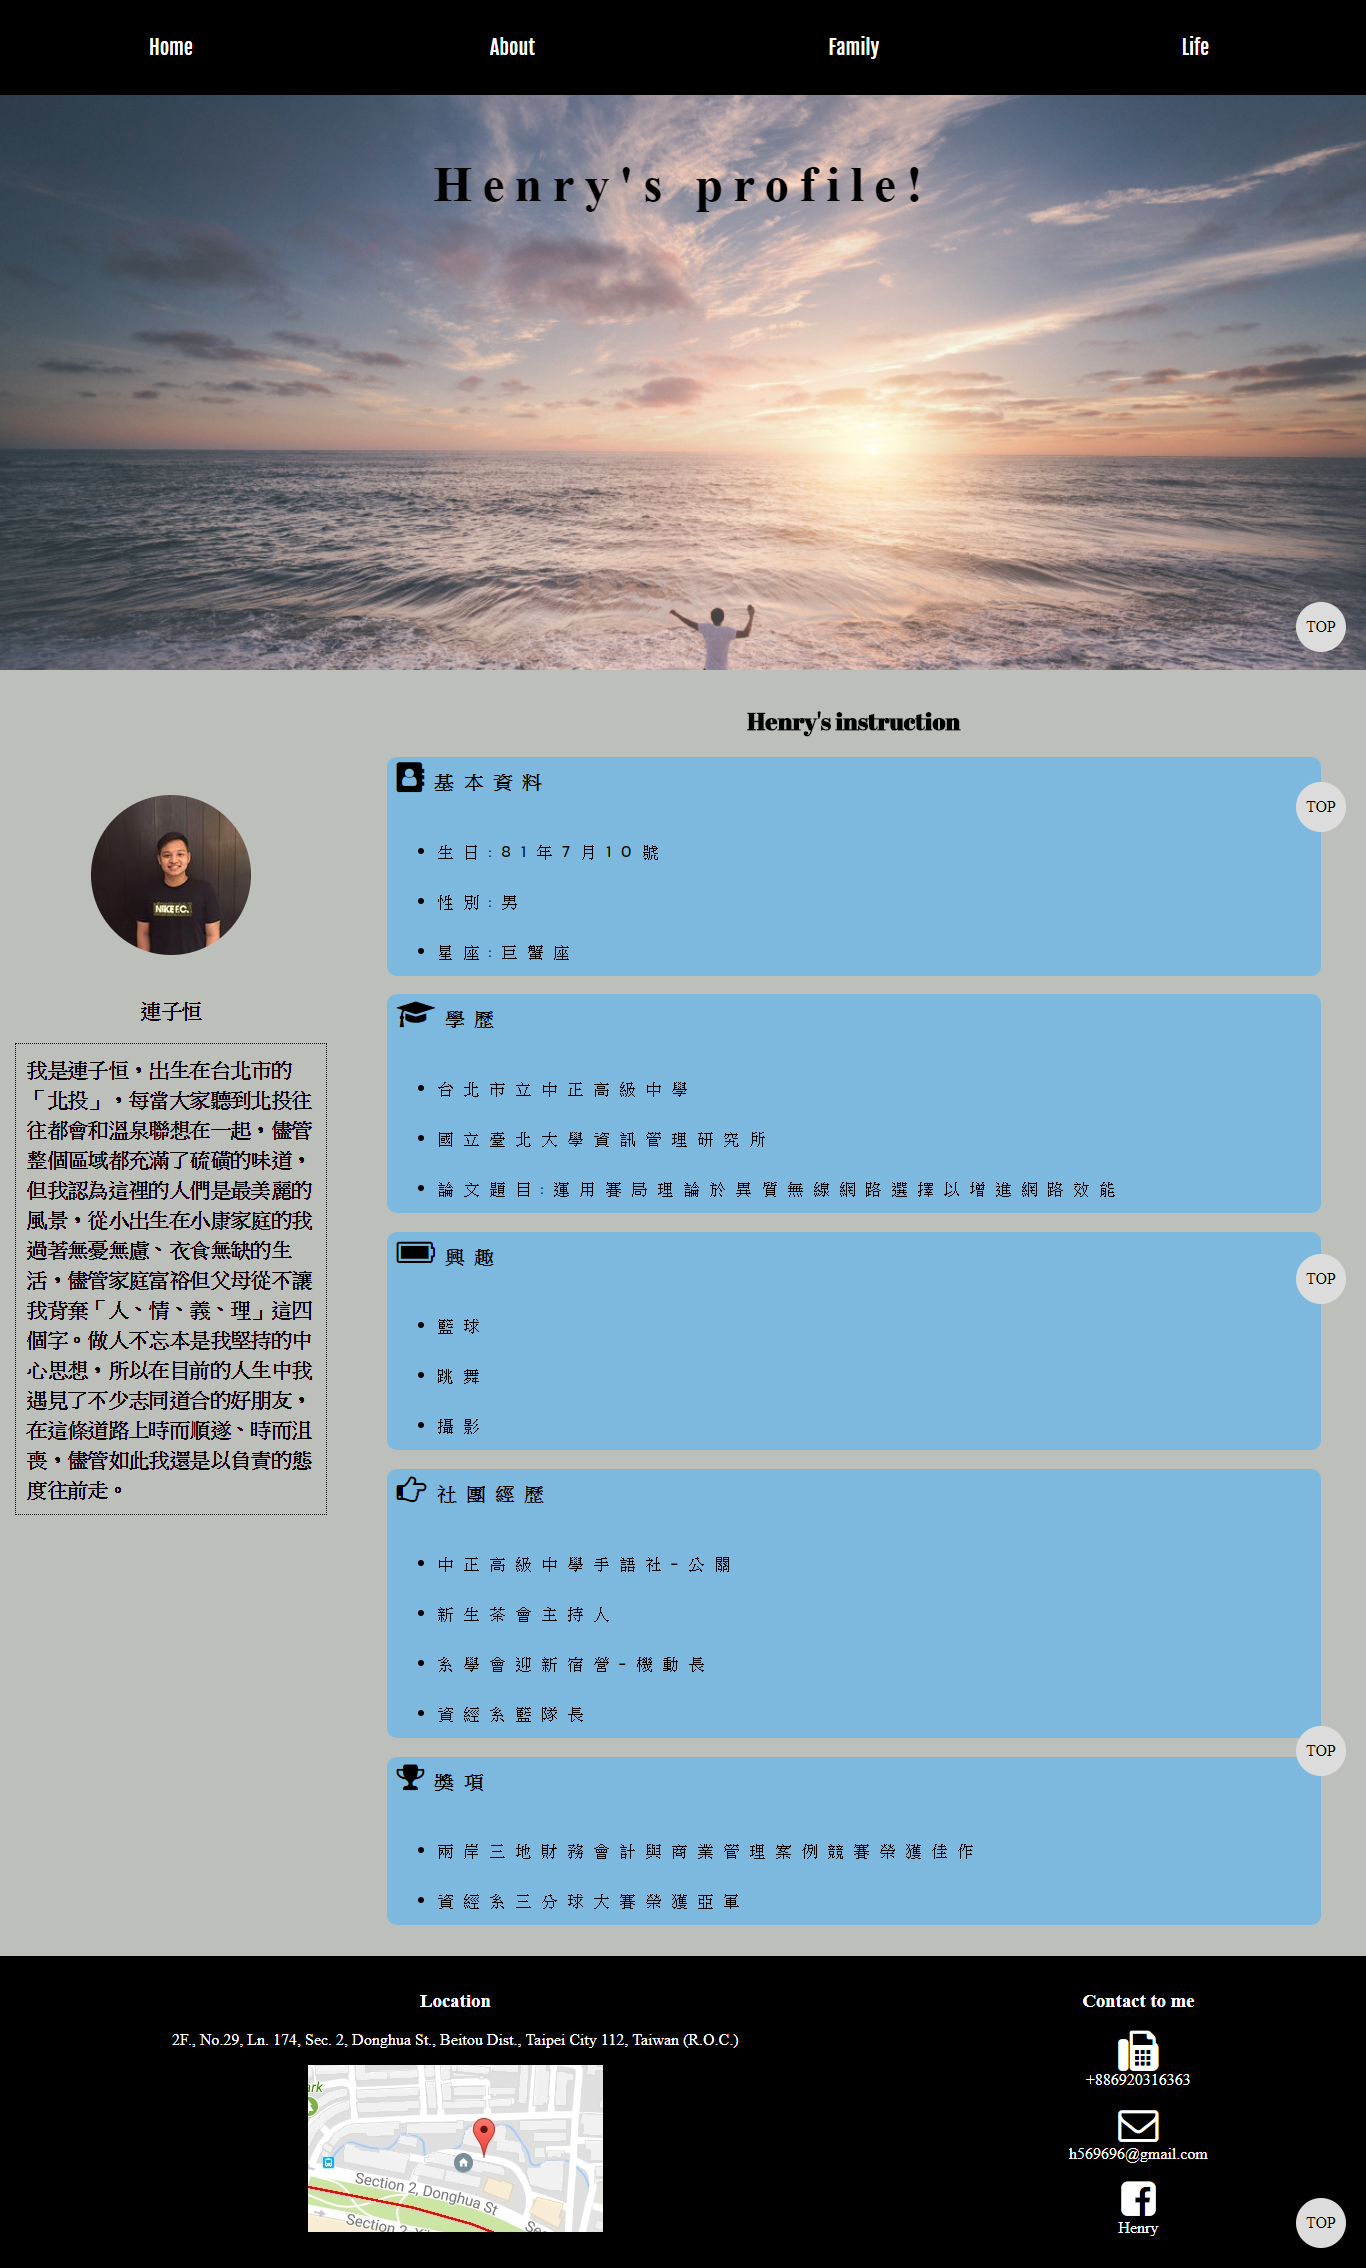 Home About Family Life
Henry's profile!
TOP
Henry's instruction
基本資料
TOP
生日:81年7月10號
性別:男
星座:巨蟹座
NIKE F.C.
連子恒
我是連子恒，出生在台北市的
「北投」，每當大家聽到北投往
往都會和溫泉聯想在一起，儘管
整個區域都充滿了硫磺的味道，
但我認為這裡的人們是最美麗的
風景，從小出生在小康家庭的我
過著無憂無慮、衣食無缺的生
活，儘管家庭富裕但父母從不讓
我背棄「人、情、義、理」這四
個字。做人不忘本是我堅持的中
心思想，所以在目前的人生中我
遇見了不少志同道合的好朋友，
在這條道路上時而順遂、時而沮
喪，儘管如此我還是以負責的態
度往前走。
學歷
台北市立中正高級中學
國立臺北大學資訊管理研究所
論文題目:運用賽局理論於異質無線網路選擇以增進網路效能
興趣
TOP
籃球
跳舞
攝影
社團經歷
中正高級中學手語社-公關
新生茶會主持人
系學會迎新宿營-機動長
資經系籃隊長
TOP
獎項
兩岸三地財務會計與商業管理案例競賽榮獲佳作
資經系三分球大賽榮獲亞軍
Location
2F., No.29, Ln. 174, Sec. 2, Donghua St., Beitou Dist., Taipei City 112, Taiwan (R.O.C.)
ark
Section 2, Donghua St
Section 2, Xi
Se
Contact to me
+886920316363
h569696@gmail.com
Henry
TOP